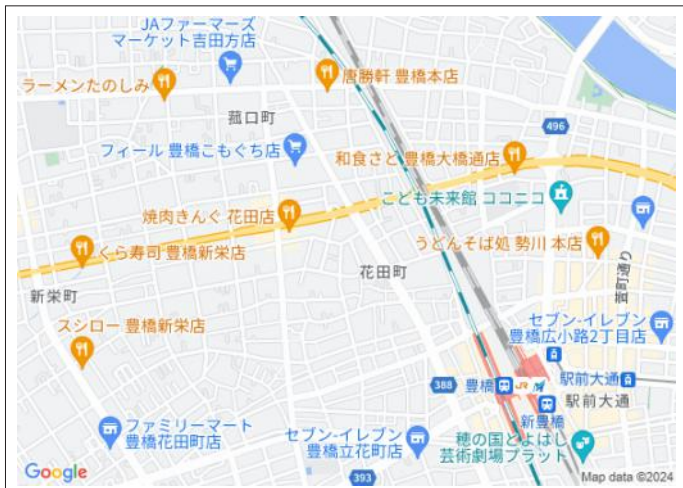 JAファーマーズ
マーケット吉田方店
ラーメンたのしみ
唐勝軒 豊橋本店
菰口町
496
フィール 豊橋こもぐち店
和食さと 豊橋大橋通店
こども未来館 ココニコ
焼肉きんぐ 花田店
うどんそば処 勢川 本店
くら寿司 豊橋新栄店
花田町
萱町通り
新栄町
スシロー 豊橋新栄店
セブン-イレブン
豊橋広小路2丁目店
388
豊橋
JR
駅前大通
駅前大通
新豊橋
ファミリーマート
豊橋花田町店
セブン-イレブン
豊橋立花町店
穂の国とよはし
芸術劇場プラット
393
Google
Map data ©2024